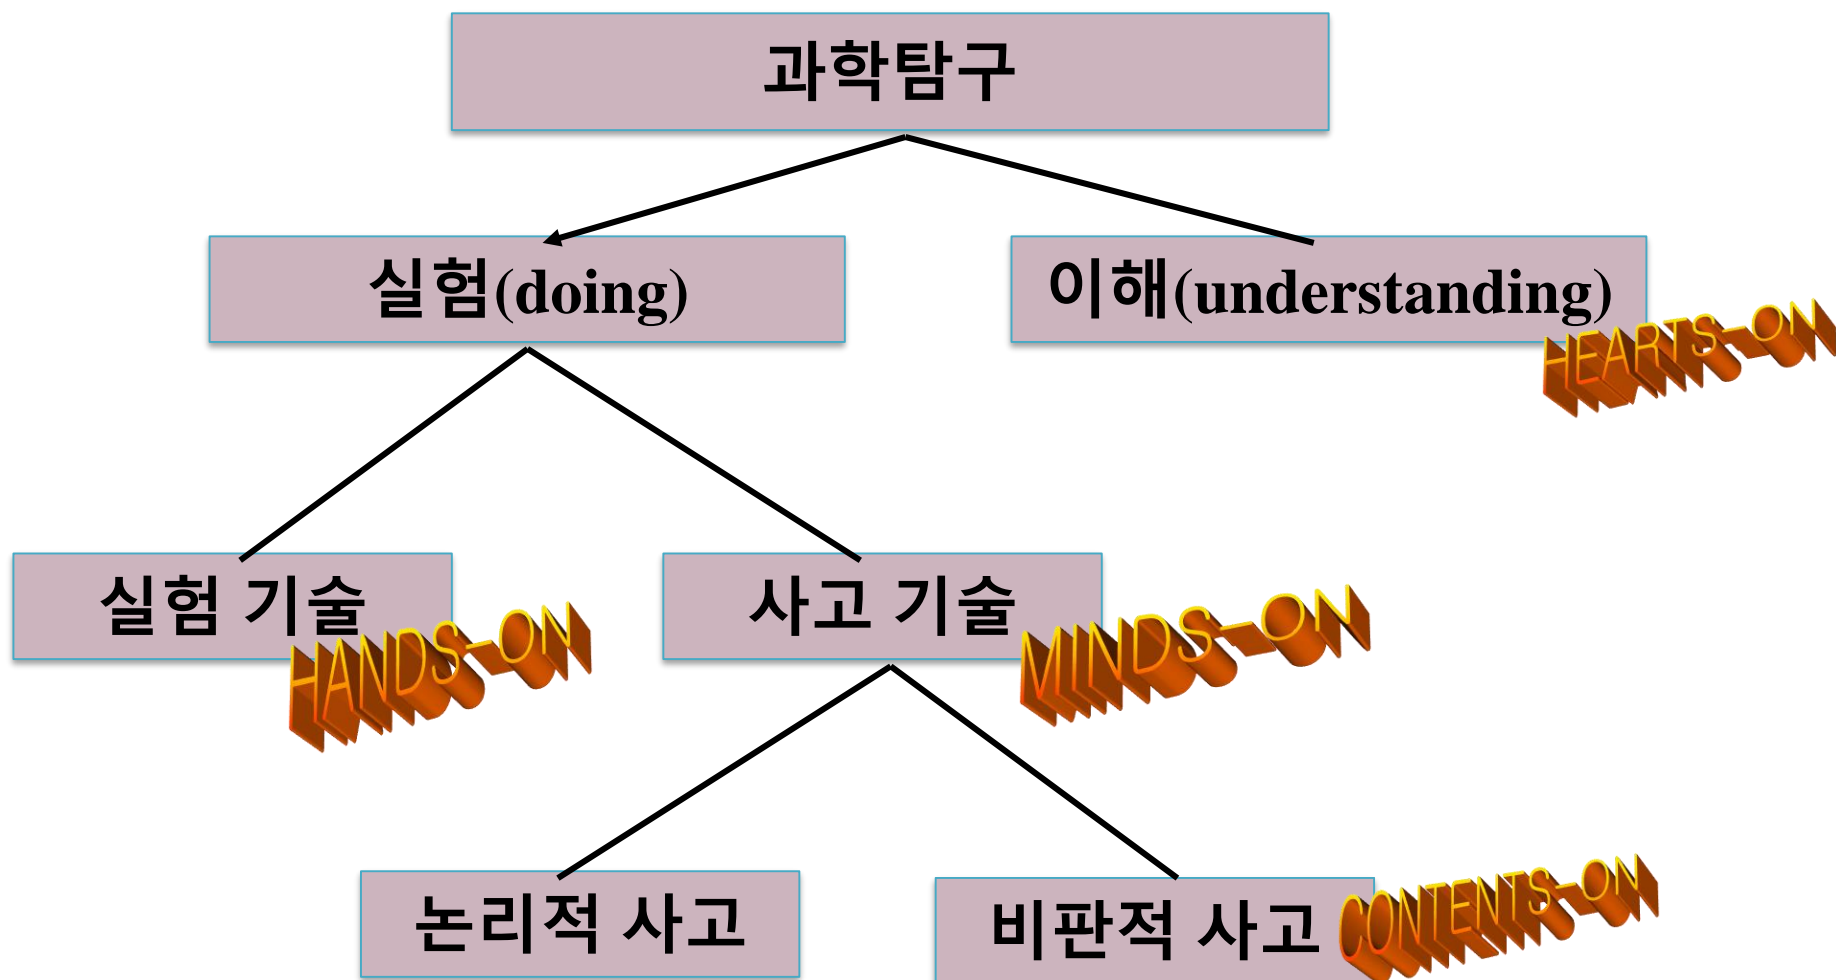 과학탐구
실험(doing)
이해(understanding)
HEARTS-ON
실험 기술
HANDS-ON
사고 기술
MINDS-ON
논리적 사고
비판적 사고
CONTENTS-ON